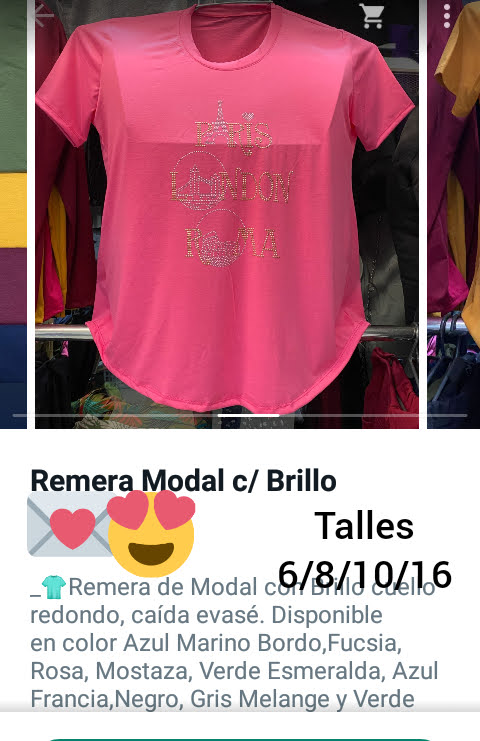 PARIS
LONDON
ROMA
Remera Modal c/ Brillo
Talles
6/8/10/16
_👕Remera de Modal con Brillo cuello
redondo, caída evasé. Disponible
en color Azul Marino Bordo,Fucsia,
Rosa, Mostaza, Verde Esmeralda, Azul
Francia,Negro, Gris Melange y Verde